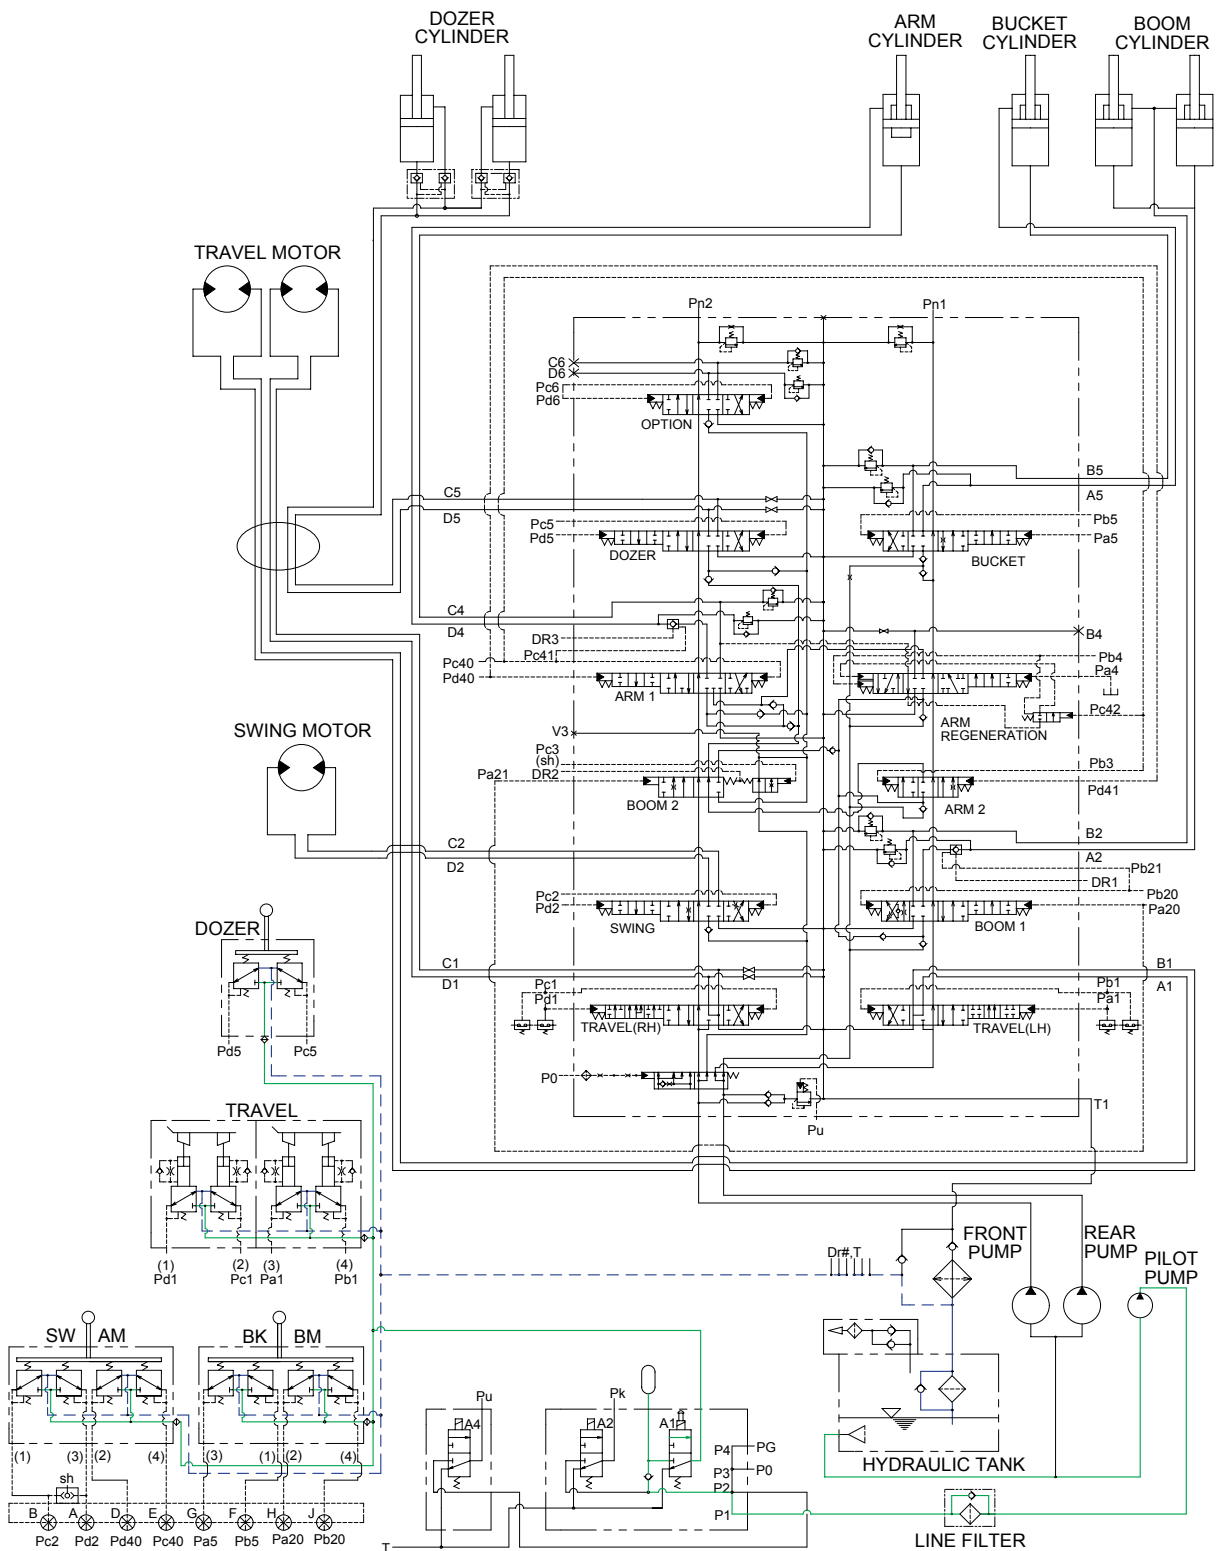 DOZER
CYLINDER
ARM
CYLINDER
BUCKET
CYLINDER
BOOM
CYLINDER
TRAVEL MOTOR
Pn2
Pn1
C6
D6
Pc6
Pd6
OPTION
C5
D5
B5
A5
Pc5
Pd5
DOZER
Pb5
Pa5
BUCKET
C4
D4
DR3
B4
Pc41
Pc40
Pd40
ARM 1
Pb4
Pa4
ARM
REGENERATION
Pc42
SWING MOTOR
V3
Pc3
(sh)
DR2
Pa21
BOOM 2
Pb3
Pd41
ARM 2
C2
D2
B2
A2
Pb21
DR1
Pc2
Pd2
SWING
Pb20
Pa20
BOOM 1
DOZER
C1
D1
B1
A1
Pc1
Pd1
TRAVEL(RH)
Pb1
Pa1
TRAVEL(LH)
Pd5
Pc5
P0
T1
Pu
TRAVEL
(1)
Pd1
(2)
Pc1
(3)
Pa1
(4)
Pb1
Dr#,T
FRONT
PUMP
REAR
PUMP
PILOT
PUMP
SW AM
BK BM
(1) (3) (2) (4)
(3) (1) (2) (4)
sh
B A D E G F H J
Pc2 Pd2 Pd40 Pc40 Pa5 Pb5 Pa20 Pb20
Pu
A4
Pk
A2
A1
P4
PG
P3
P0
P2
P1
T
HYDRAULIC TANK
LINE FILTER